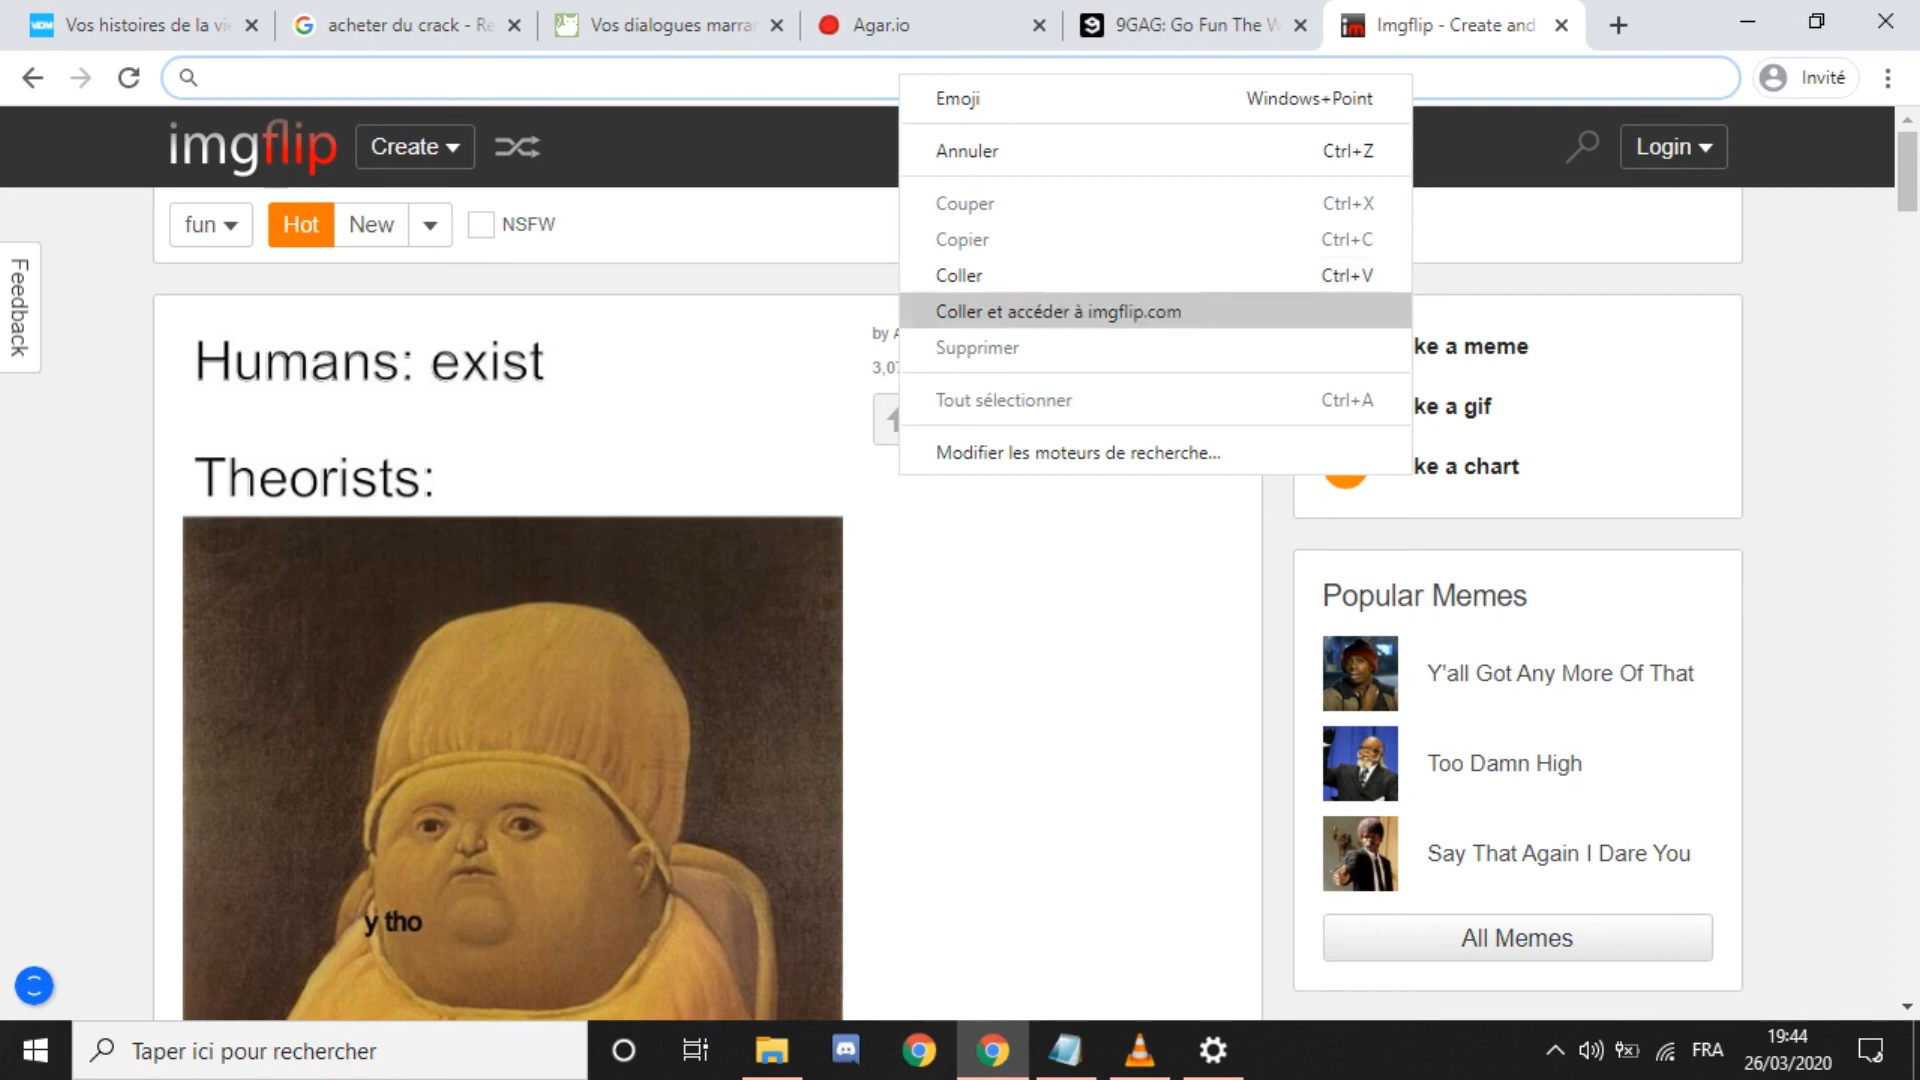 Vos histoires de la vie
acheter du crack - Re
Vos dialogues marra
Agar.io
9GAG: Go Fun The W
Imgflip - Create and
Invité
imgflip
Create
Login
fun
Hot
New
NSFW
Feedback
Emoji Windows+Point
Annuler Ctrl+Z
Couper Ctrl+X
Copier Ctrl+C
Coller Ctrl+V
Coller et accéder à imgflip.com
Supprimer
Tout sélectionner Ctrl+A
Modifier les moteurs de recherche...
Humans: exist
by A
3,07
Theorists:
y tho
ke a meme
ke a gif
ke a chart
Popular Memes
Y'all Got Any More Of That
Too Damn High
Say That Again I Dare You
All Memes
Taper ici pour rechercher
FRA
19:44
26/03/2020